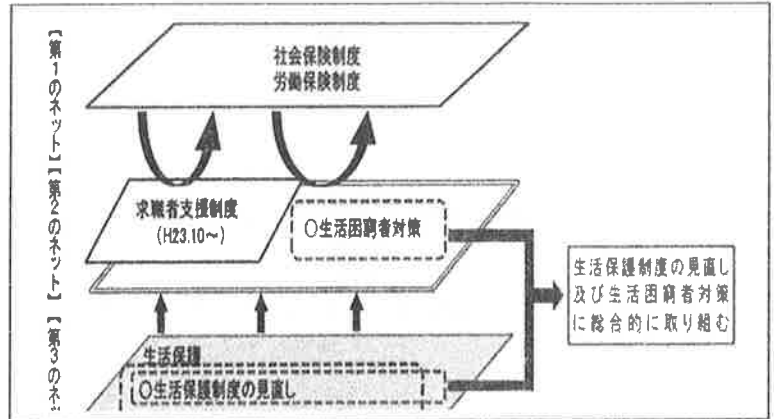 【第1のネット】【第2のネット】【第3のネッ
社会保険制度
労働保険制度
求職者支援制度
(H23.10～)
○生活困窮者対策
生活保護制度の見直し
及び生活困窮者対策
に総合的に取り組む
生活保護
○生活保護制度の見直し